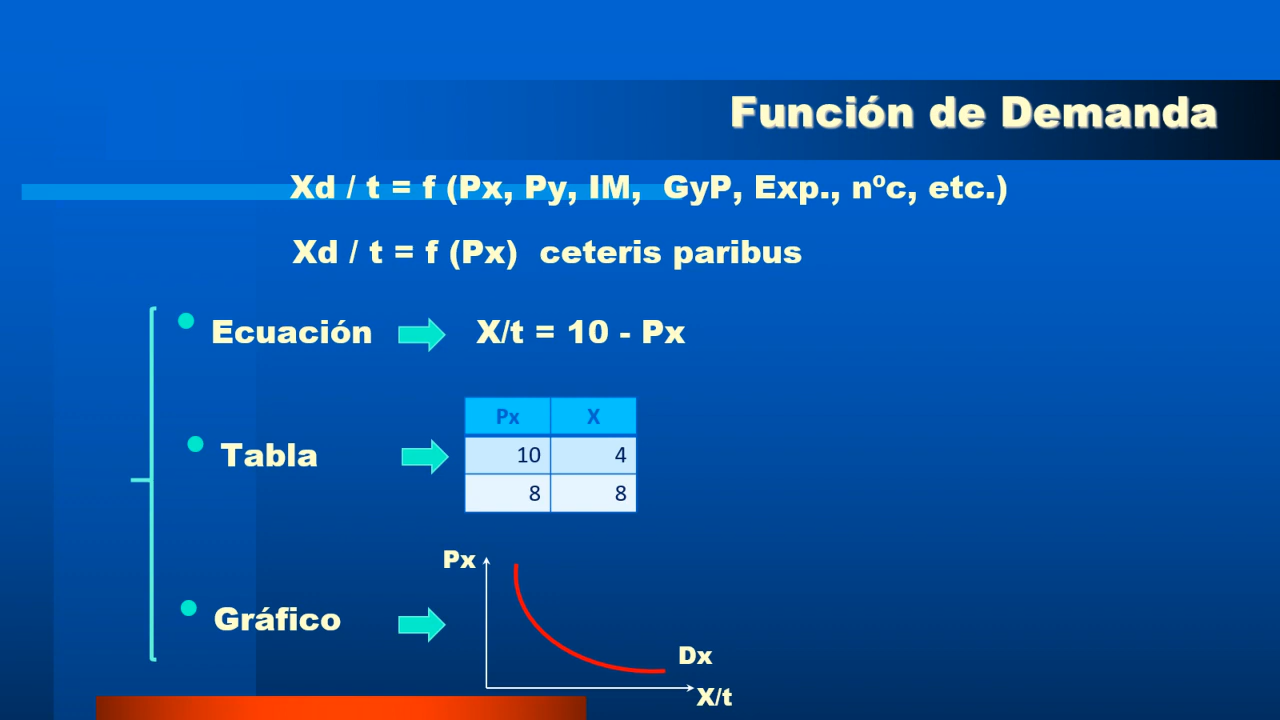 Función de Demanda
Xd / t = f (Px, Py, IM, GyP, Exp., nºc, etc.)
Xd / t = f (Px) ceteris paribus
Ecuación X/t = 10 - Px
Px X
Tabla 10 4
8 8
Px
Gráfico
Dx
X/t